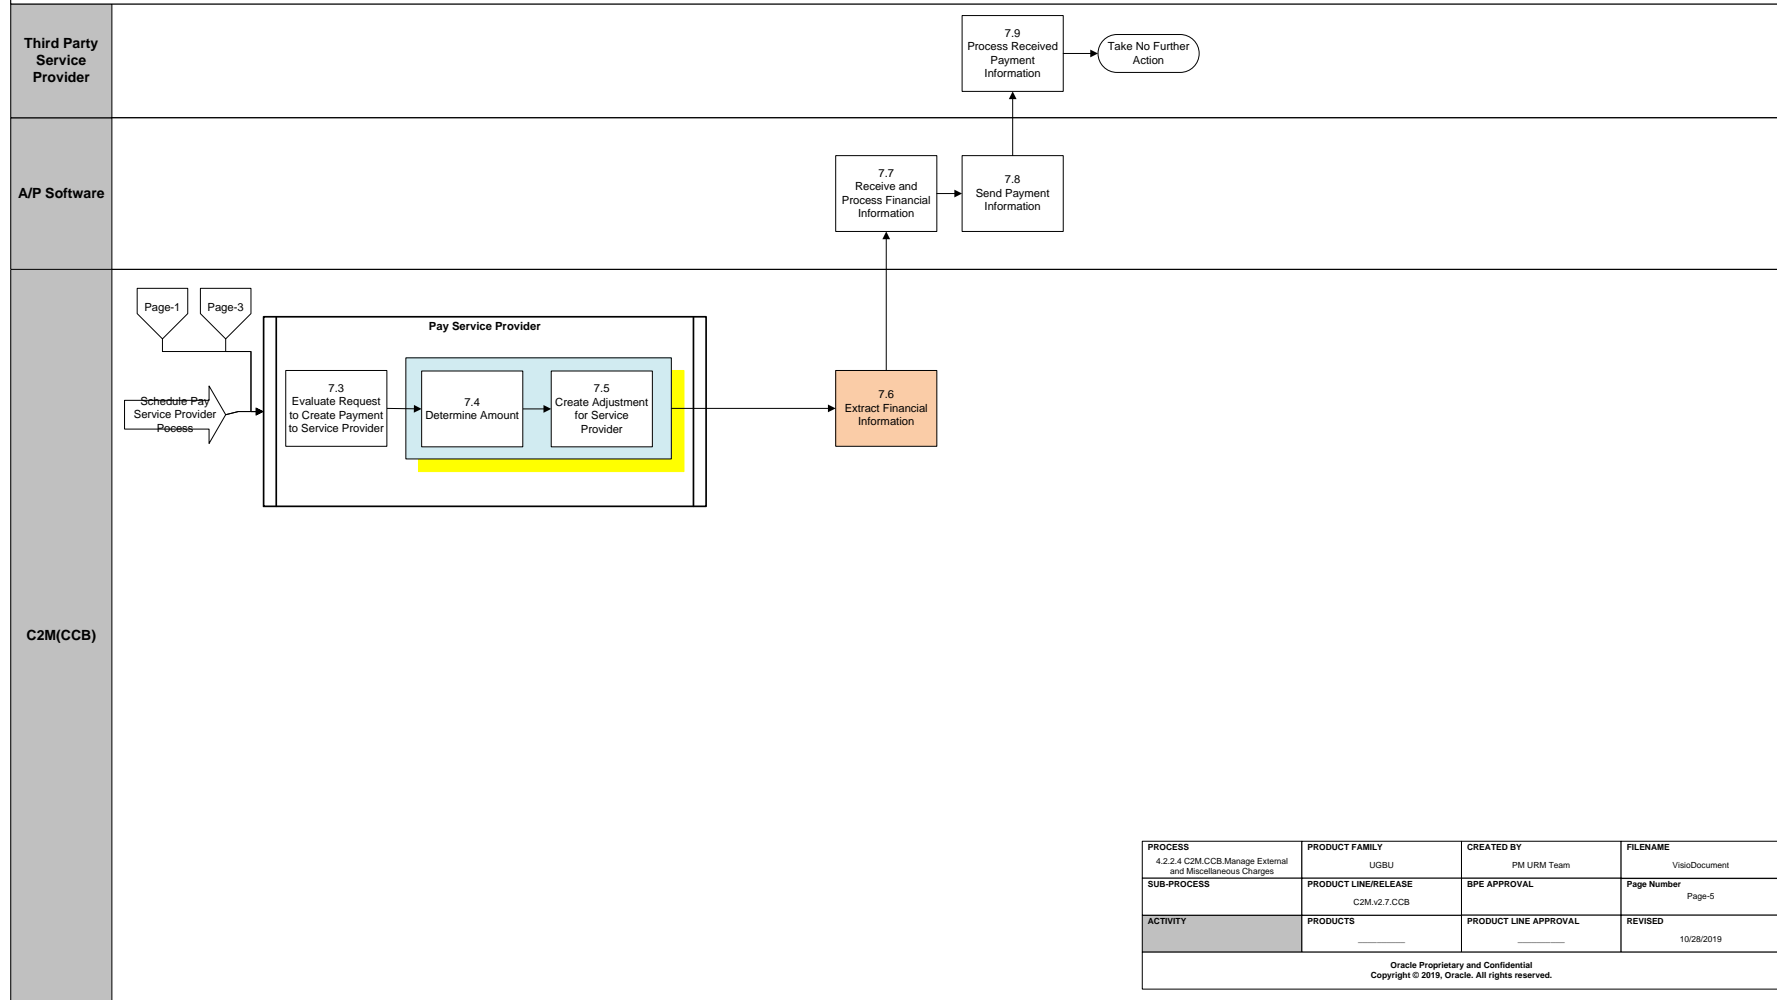 Third Party
Service
Provider
7.9
Process Received
Payment
Information
Take No Further
Action
A/P Software
7.7
Receive and
Process Financial
Information
7.8
Send Payment
Information
C2M(CCB)
Page-1
Page-3
Schedule Pay
Service Provider
Pocess
Pay Service Provider
7.3
Evaluate Request
to Create Payment
to Service Provider
7.4
Determine Amount
7.5
Create Adjustment
for Service
Provider
7.6
Extract Financial
Information
PROCESS
4.2.2.4 C2M.CCB.Manage External
and Miscellaneous Charges
PRODUCT FAMILY
UGBU
CREATED BY
PM URM Team
FILENAME
VisioDocument
SUB-PROCESS
PRODUCT LINE/RELEASE
C2M.v2.7.CCB
BPE APPROVAL
Page Number
Page-5
ACTIVITY
PRODUCTS
PRODUCT LINE APPROVAL
REVISED
10/28/2019
Oracle Proprietary and Confidential
Copyright © 2019, Oracle. All rights reserved.